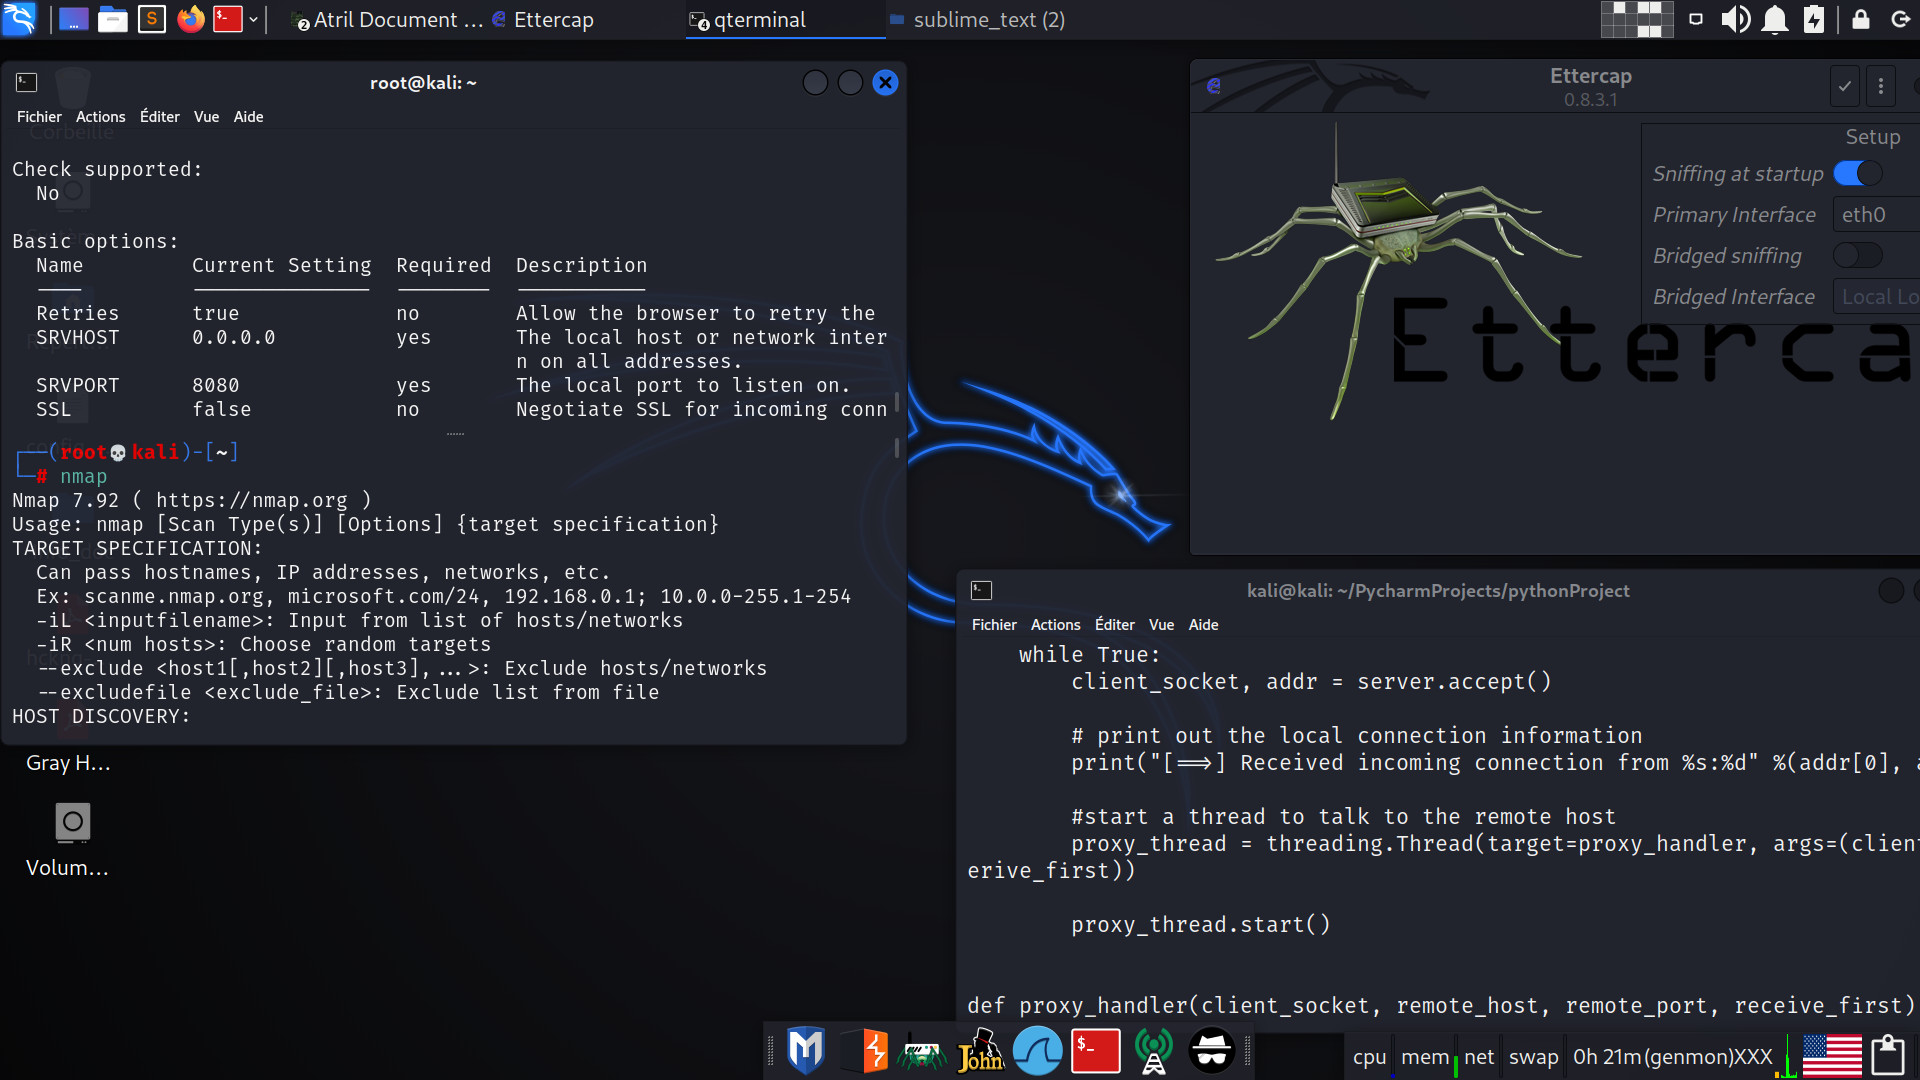 Atril Document ...
Ettercap
qterminal
sublime_text (2)
root@kali: ~
Fichier Actions Éditer Vue Aide
Corbeille
Check supported:
No
Basic options:
Name Current Setting Required Description
Retries true no Allow the browser to retry the
SRVHOST 0.0.0.0 yes The local host or network inter
n on all addresses.
SRVPORT 8080 yes The local port to listen on.
SSL false no Negotiate SSL for incoming conn
┌──(root💀kali)-[~]
└─# nmap
Nmap 7.92 ( https://nmap.org )
Usage: nmap [Scan Type(s)] [Options] {target specification}
TARGET SPECIFICATION:
Can pass hostnames, IP addresses, networks, etc.
Ex: scanme.nmap.org, microsoft.com/24, 192.168.0.1; 10.0.0-255.1-254
-iL <inputfilename>: Input from list of hosts/networks
-iR <num hosts>: Choose random targets
--exclude <host1[,host2][,host3],...>: Exclude hosts/networks
--excludefile <exclude_file>: Exclude list from file
HOST DISCOVERY:
Gray H...
Volum...
Ettercap
0.8.3.1
Setup
Sniffing at startup
Primary Interface eth0
Bridged sniffing
Bridged Interface Local Lo
Etterca
kali@kali: ~/PycharmProjects/pythonProject
Fichier Actions Éditer Vue Aide
while True:
client_socket, addr = server.accept()
# print out the local connection information
print("[==>] Received incoming connection from %s:%d" %(addr[0], a
#start a thread to talk to the remote host
proxy_thread = threading.Thread(target=proxy_handler, args=(client
erive_first))
proxy_thread.start()
def proxy_handler(client_socket, remote_host, remote_port, receive_first)
John
cpu mem net swap 0h 21m(genmon)XXX